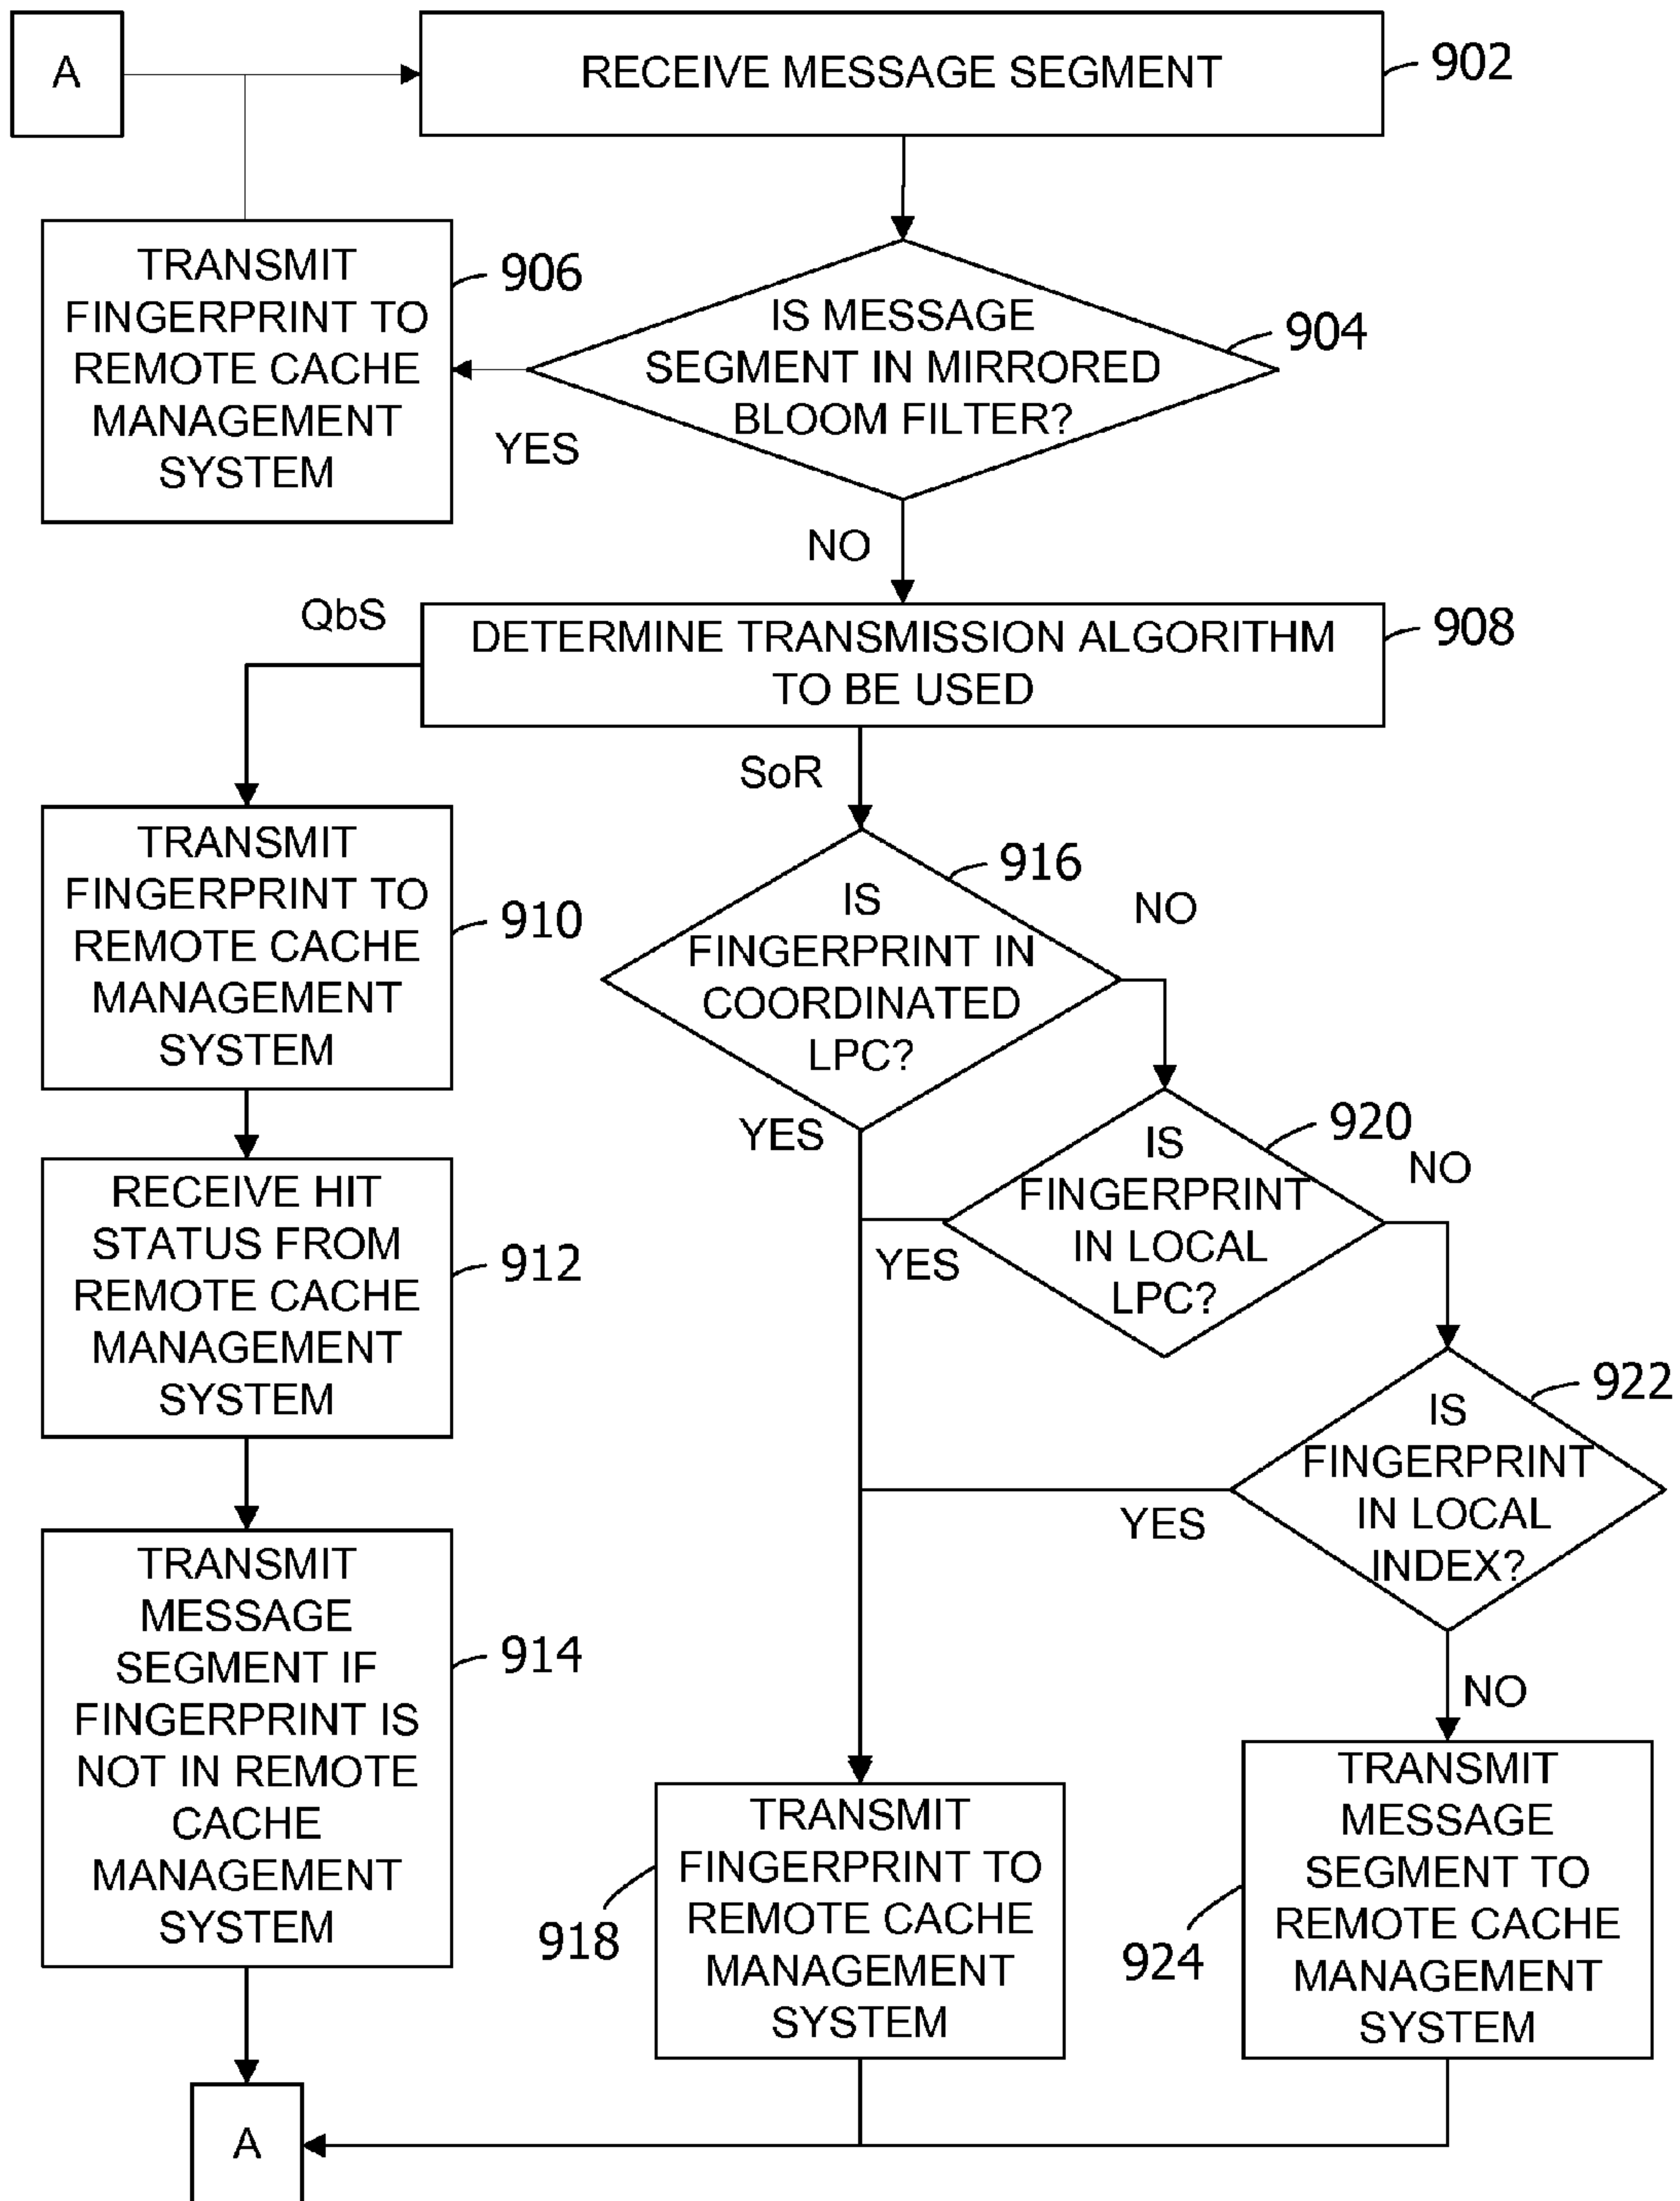 A
RECEIVE MESSAGE SEGMENT
902
TRANSMIT
FINGERPRINT TO
REMOTE CACHE
MANAGEMENT
SYSTEM
906
IS MESSAGE
SEGMENT IN MIRRORED
BLOOM FILTER?
904
YES
NO
QbS
DETERMINE TRANSMISSION ALGORITHM
TO BE USED
908
SoR
TRANSMIT
FINGERPRINT TO
REMOTE CACHE
MANAGEMENT
SYSTEM
910
IS
FINGERPRINT IN
COORDINATED
LPC?
916
NO
YES
RECEIVE HIT
STATUS FROM
REMOTE CACHE
MANAGEMENT
SYSTEM
912
IS
FINGERPRINT
IN LOCAL
LPC?
920
NO
YES
IS
FINGERPRINT
IN LOCAL
INDEX?
922
YES
NO
TRANSMIT
MESSAGE
SEGMENT IF
FINGERPRINT IS
NOT IN REMOTE
CACHE
MANAGEMENT
SYSTEM
914
TRANSMIT
FINGERPRINT TO
REMOTE CACHE
MANAGEMENT
SYSTEM
918
TRANSMIT
MESSAGE
SEGMENT TO
REMOTE CACHE
MANAGEMENT
SYSTEM
924
A